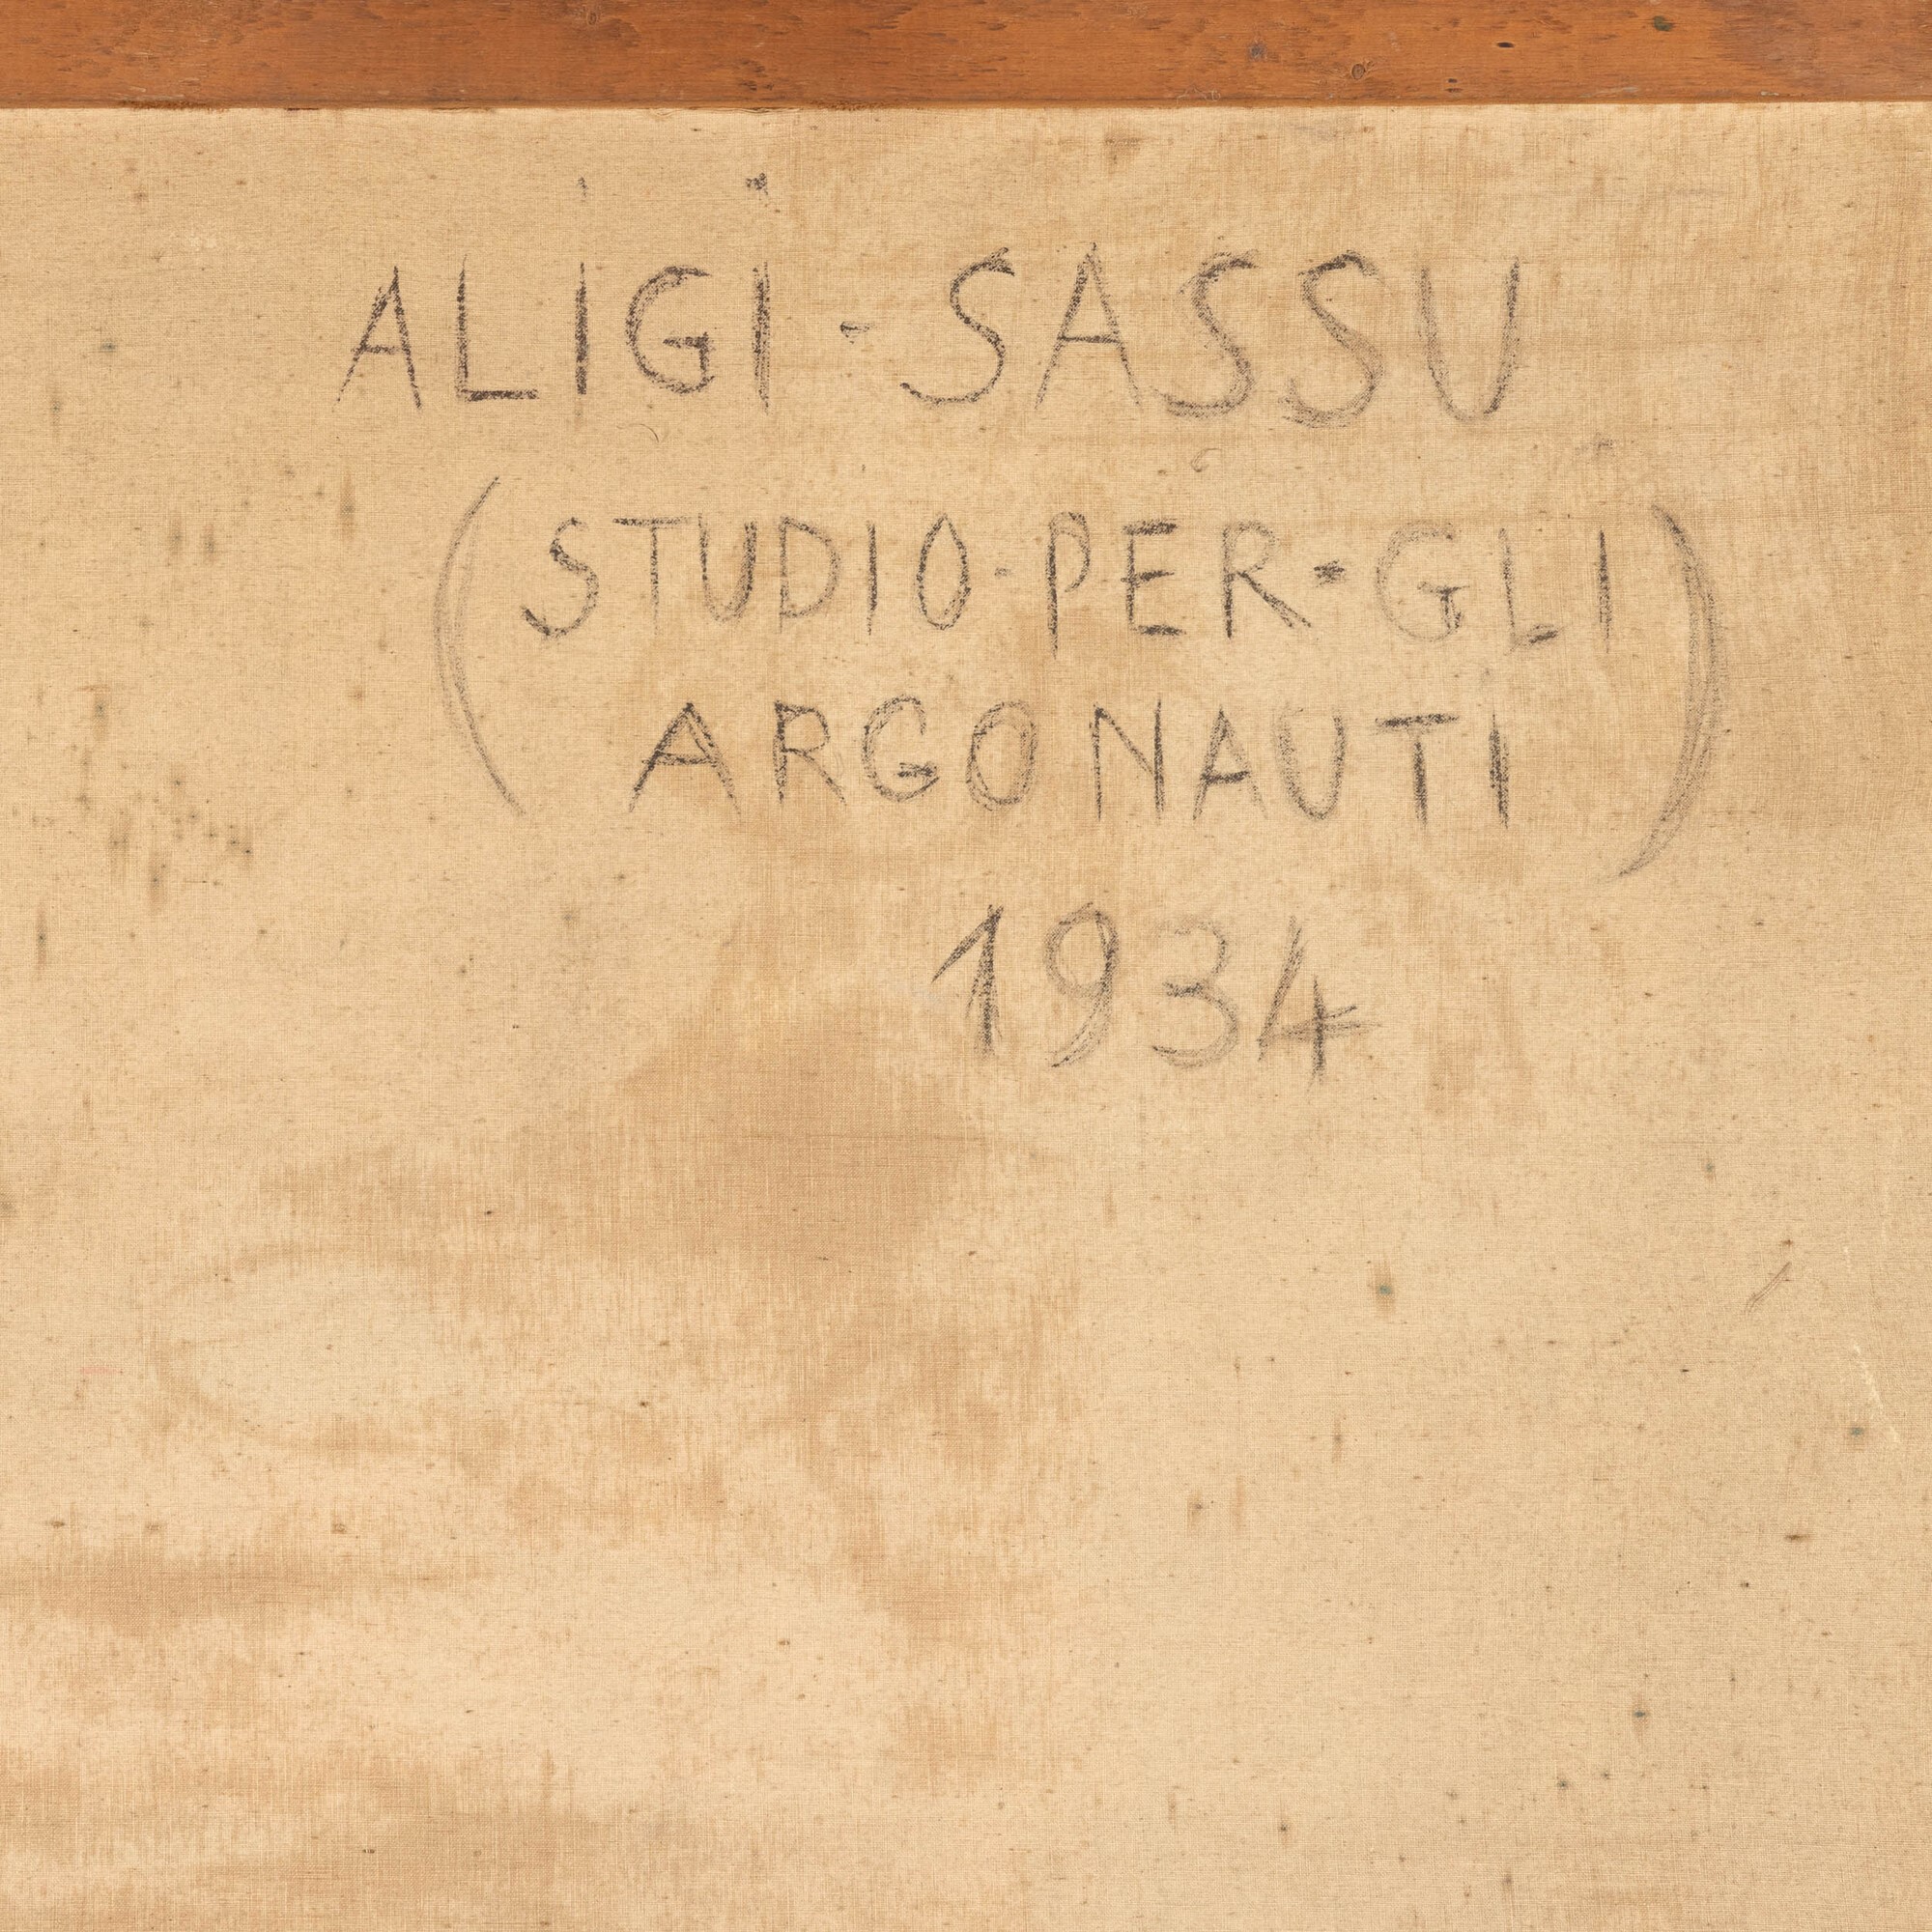 ALIGI - SASSU
(STUDIO-PER-GLI
ARGONAUTI)
1934